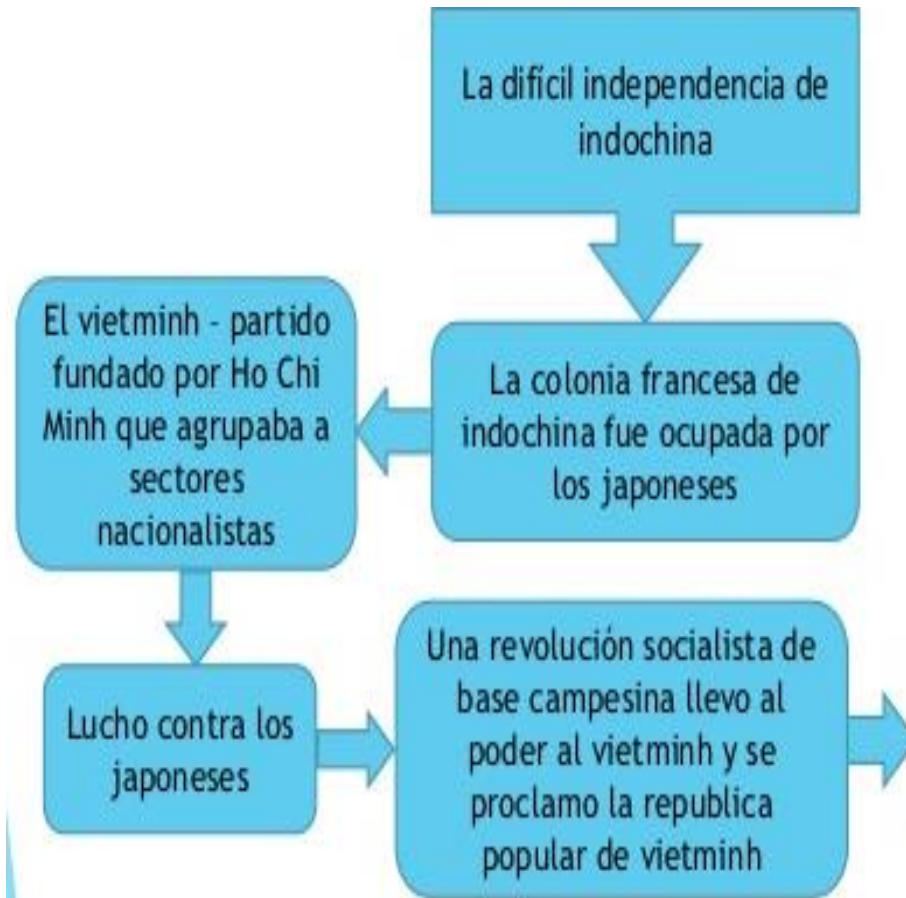 La difícil independencia de
indochina
La colonia francesa de
indochina fue ocupada por
los japoneses
El vietminh - partido
fundado por Ho Chi
Minh que agrupaba a
sectores
nacionalistas
Lucho contra los
japoneses
Una revolución socialista de
base campesina llevo al
poder al vietminh y se
proclamo la republica
popular de vietminh